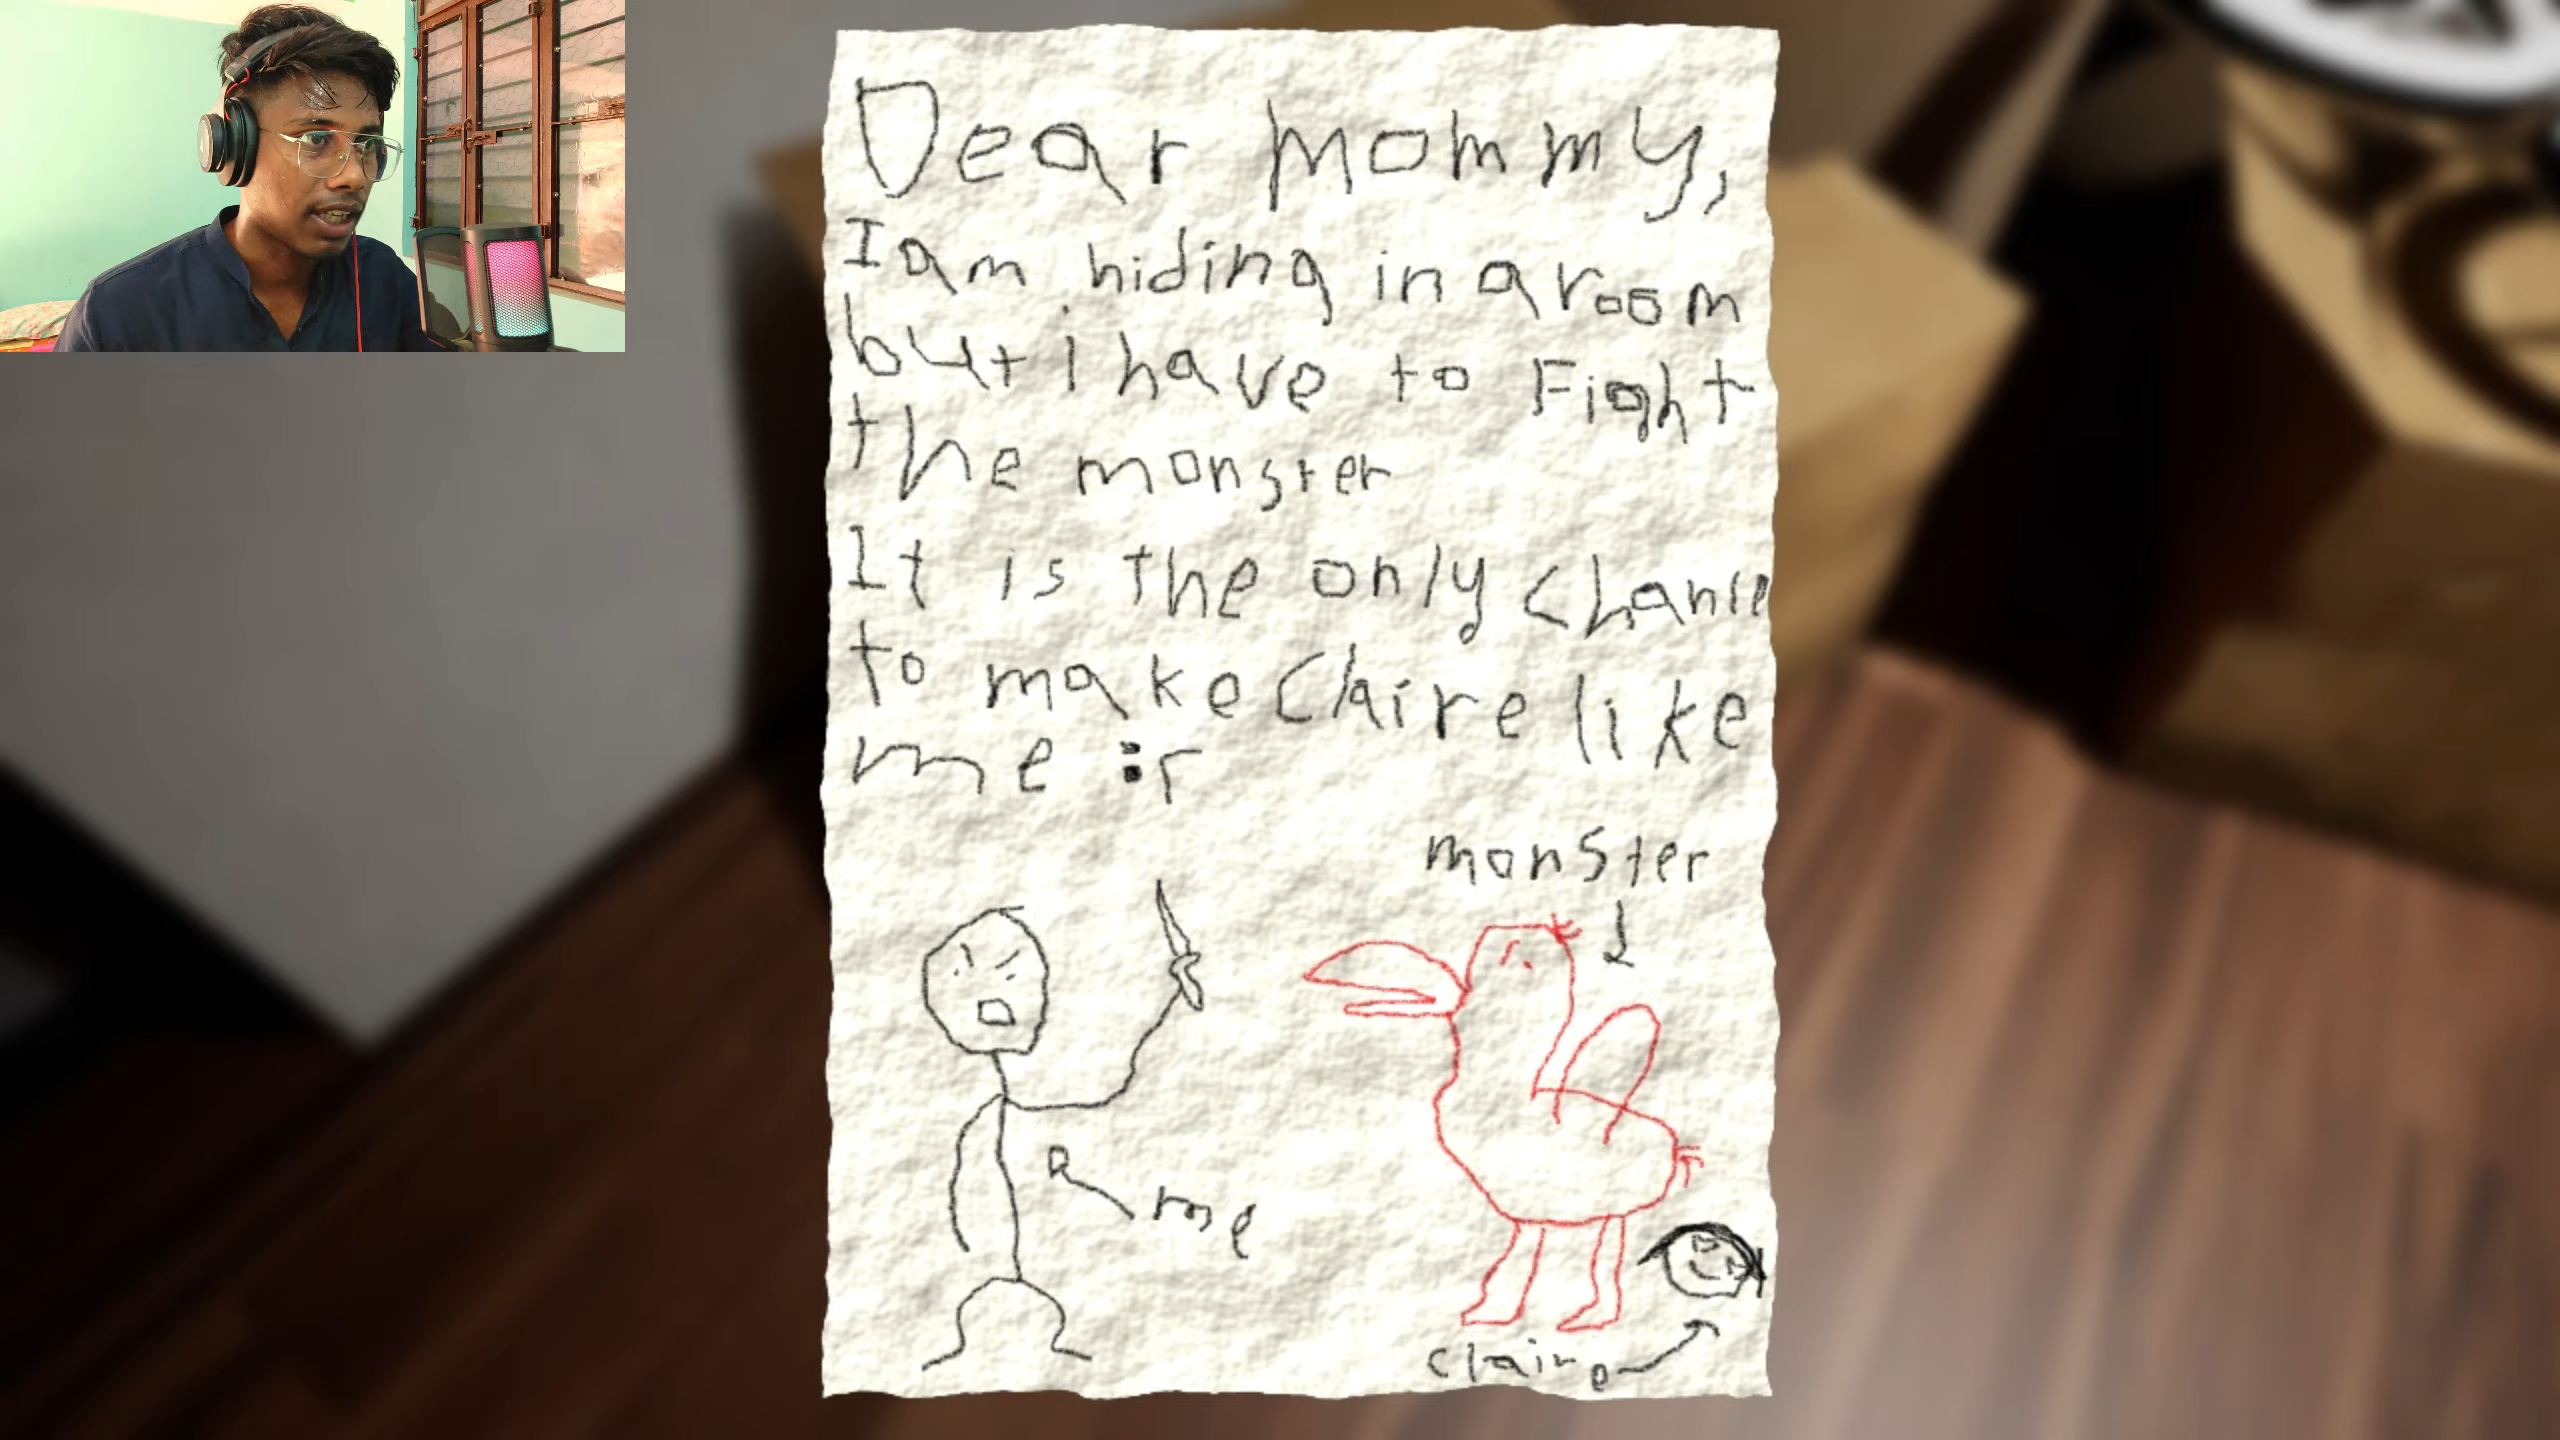 Dear Mommy,
I am hiding in a room
but i have to Fight
the monster
It is the only chance
to make Claire like
me :r
monster
me
claire